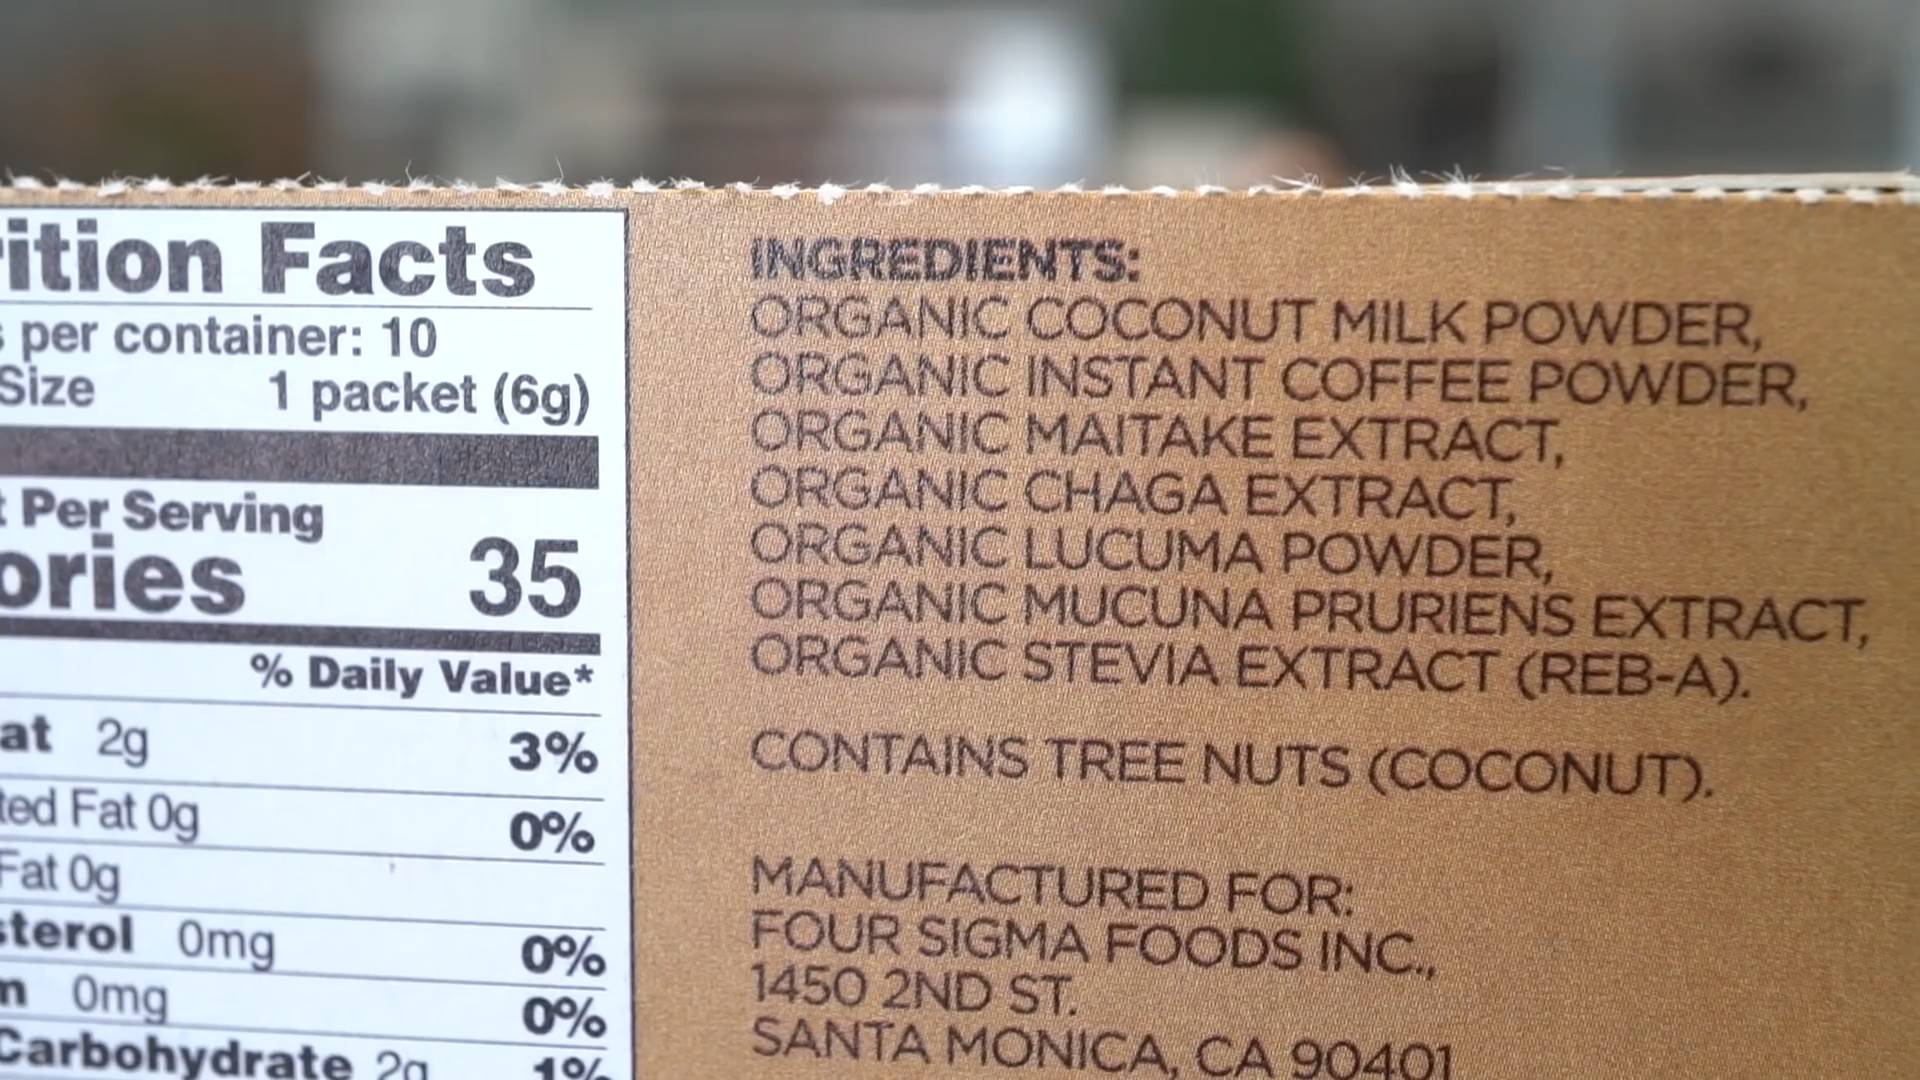 ition Facts
per container: 10
Size 1 packet (6g)
Per Serving
ories 35
% Daily Value*
at 2g 3%
ted Fat 0g 0%
Fat 0g
sterol 0mg 0%
m 0mg 0%
Carbohydrate 2g 1%
INGREDIENTS:
ORGANIC COCONUT MILK POWDER,
ORGANIC INSTANT COFFEE POWDER,
ORGANIC MAITAKE EXTRACT,
ORGANIC CHAGA EXTRACT,
ORGANIC LUCUMA POWDER,
ORGANIC MUCUNA PRURIENS EXTRACT,
ORGANIC STEVIA EXTRACT (REB-A).
CONTAINS TREE NUTS (COCONUT).
MANUFACTURED FOR:
FOUR SIGMA FOODS INC.,
1450 2ND ST.
SANTA MONICA, CA 90401